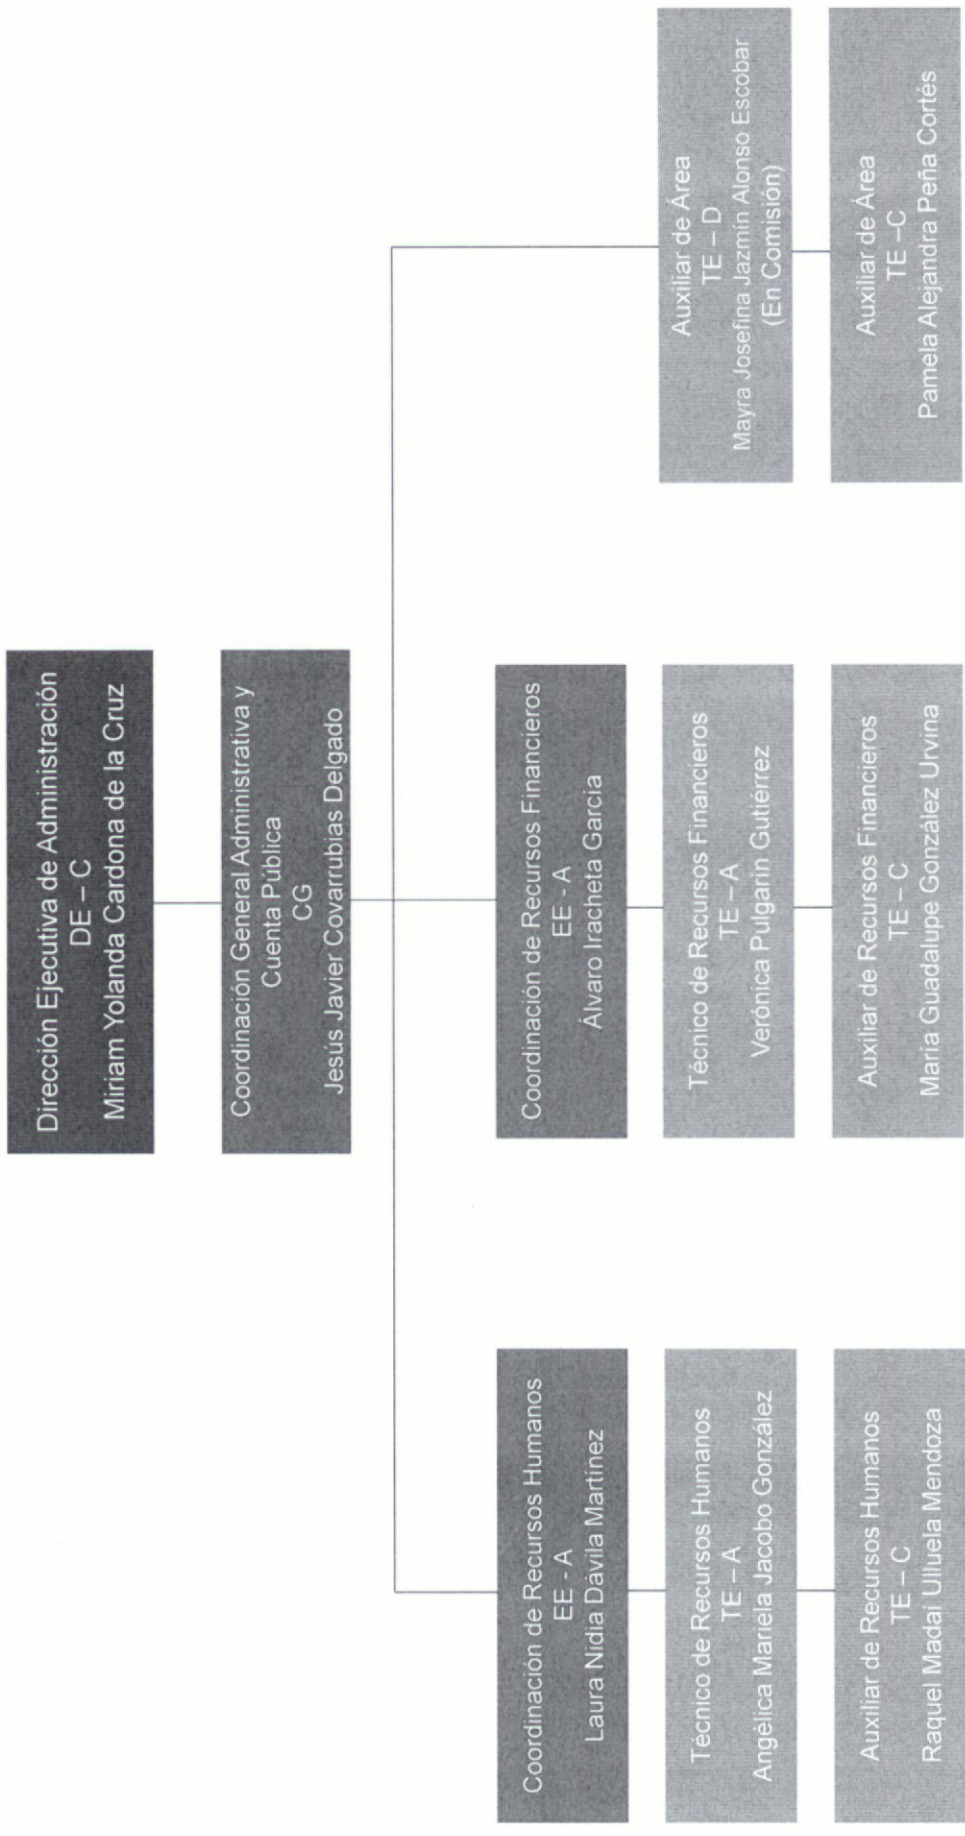 Dirección Ejecutiva de Administración
DE – C
Miriam Yolanda Cardona de la Cruz
Coordinación General Administrativa y
Cuenta Pública
CG
Jesús Javier Covarrubias Delgado
Coordinación de Recursos Humanos
EE - A
Laura Nidia Dávila Martínez
Técnico de Recursos Humanos
TE – A
Angélica Mariela Jacobo González
Auxiliar de Recursos Humanos
TE – C
Raquel Madaí Ulluela Mendoza
Coordinación de Recursos Financieros
EE - A
Álvaro Iracheta García
Técnico de Recursos Financieros
TE – A
Verónica Pulgarín Gutiérrez
Auxiliar de Recursos Financieros
TE – C
María Guadalupe González Urvina
Auxiliar de Área
TE – D
Mayra Josefina Jazmín Alonso Escobar
(En Comisión)
Auxiliar de Área
TE –C
Pamela Alejandra Peña Cortés